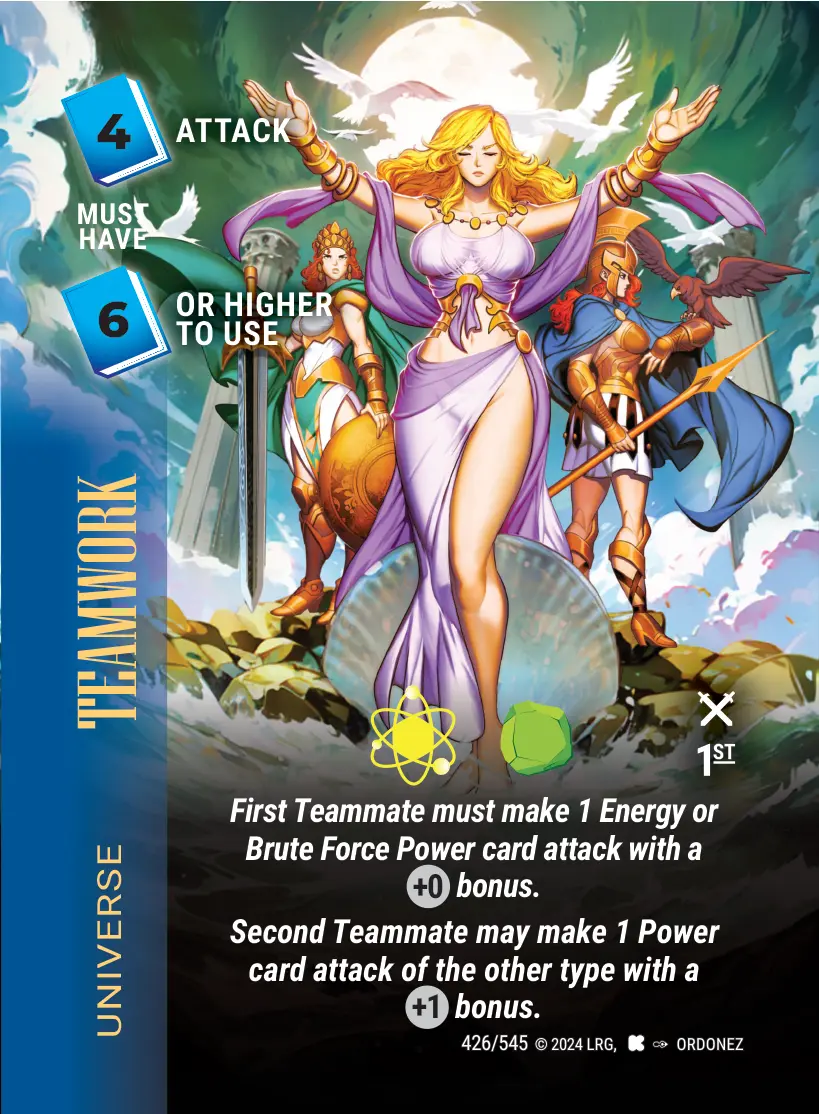 4 ATTACK
MUST
HAVE
6 OR HIGHER
TO USE
TEAMWORK
UNIVERSE
1ST
First Teammate must make 1 Energy or
Brute Force Power card attack with a
+0 bonus.
Second Teammate may make 1 Power
card attack of the other type with a
+1 bonus.
426/545 © 2024 LRG, ORDONEZ